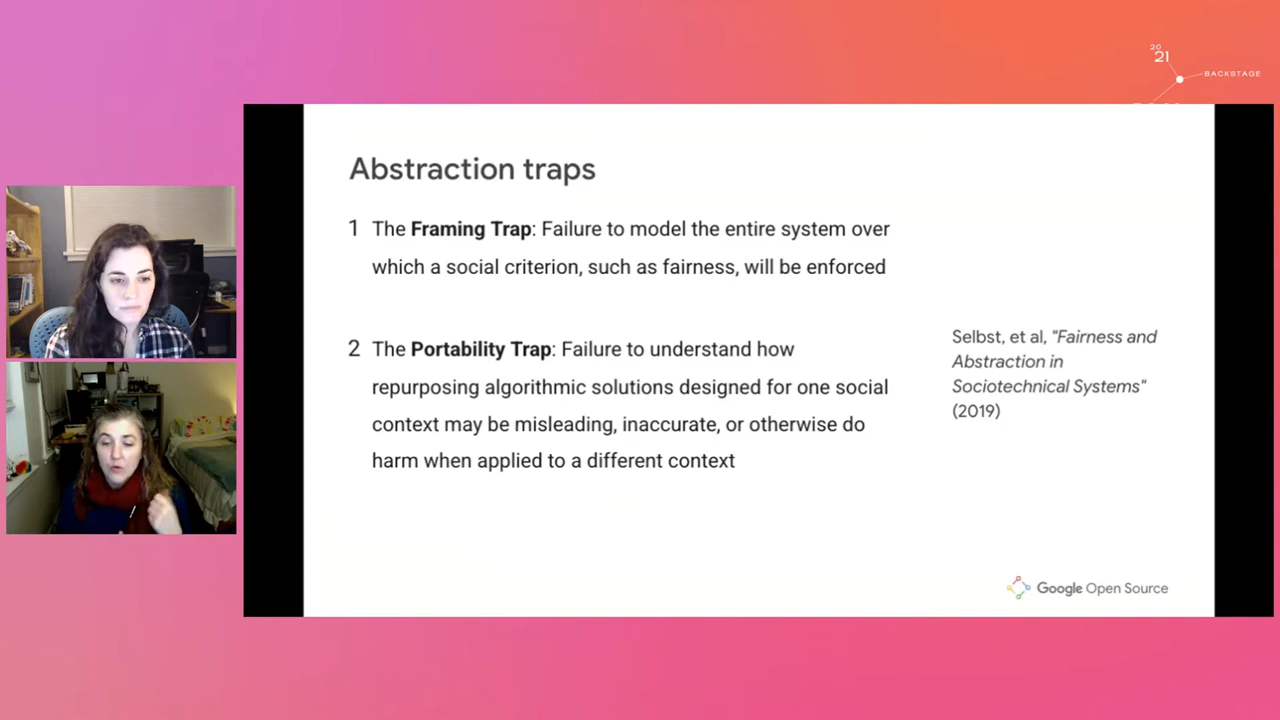 20
21
BACKSTAGE
Abstraction traps
1 The Framing Trap: Failure to model the entire system over
which a social criterion, such as fairness, will be enforced
2 The Portability Trap: Failure to understand how
repurposing algorithmic solutions designed for one social
context may be misleading, inaccurate, or otherwise do
harm when applied to a different context
Selbst, et al, "Fairness and
Abstraction in
Sociotechnical Systems"
(2019)
Google Open Source